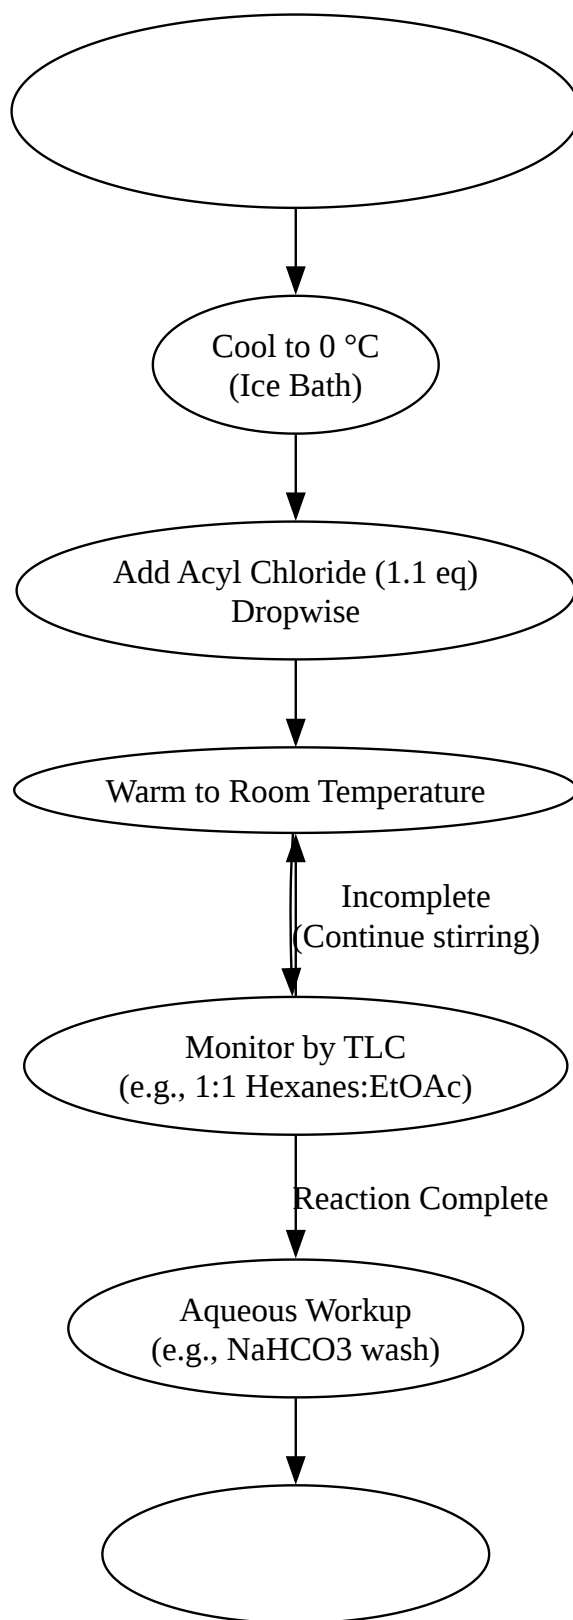 Cool to 0 °C
(Ice Bath)
Add Acyl Chloride (1.1 eq)
Dropwise
Warm to Room Temperature
Incomplete
(Continue stirring)
Monitor by TLC
(e.g., 1:1 Hexanes:EtOAc)
Reaction Complete
Aqueous Workup
(e.g., NaHCO3 wash)